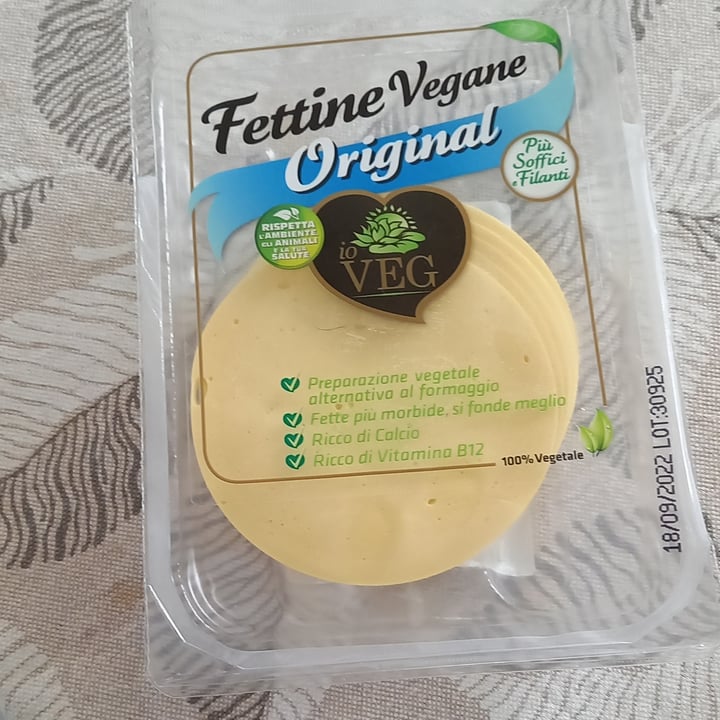 Fettine Vegane
Original
Più
Soffici
e Filanti
RISPETTA
L'AMBIENTE
GLI ANIMALI
E LA TUA
SALUTE
io
VEG
Preparazione vegetale
alternativa al formaggio
Fette più morbide, si fonde meglio
Ricco di Calcio
Ricco di Vitamina B12
100% Vegetale
18/09/2022 LOT:30925